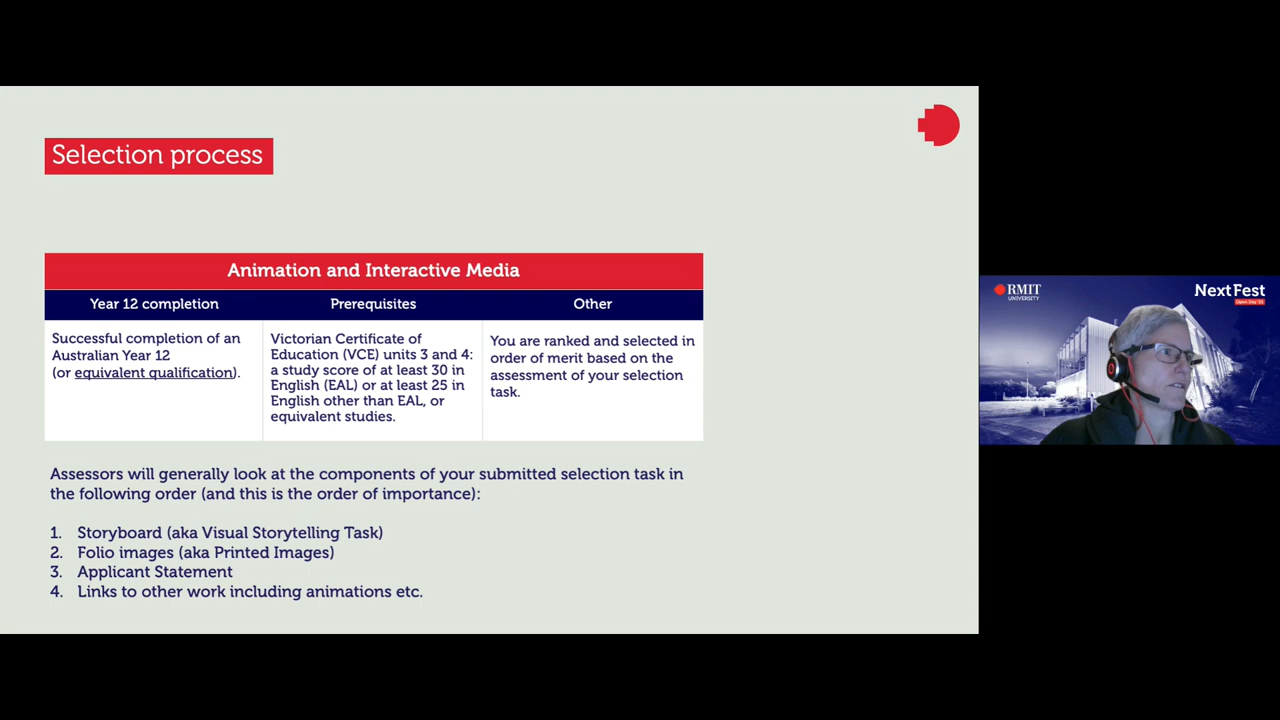 Selection process
Animation and Interactive Media
Year 12 completion
Prerequisites
Other
Successful completion of an
Australian Year 12
(or equivalent qualification).
Victorian Certificate of
Education (VCE) units 3 and 4:
a study score of at least 30 in
English (EAL) or at least 25 in
English other than EAL, or
equivalent studies.
You are ranked and selected in
order of merit based on the
assessment of your selection
task.
Assessors will generally look at the components of your submitted selection task in
the following order (and this is the order of importance):
1. Storyboard (aka Visual Storytelling Task)
2. Folio images (aka Printed Images)
3. Applicant Statement
4. Links to other work including animations etc.
RMIT
UNIVERSITY
Next Fest